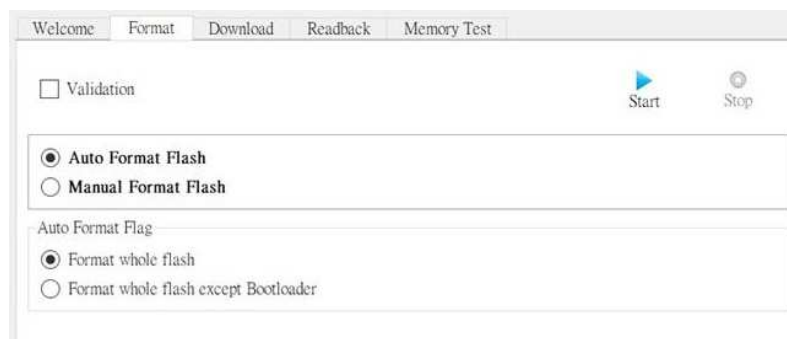 Welcome Format Download Readback Memory Test
Validation
Start Stop
Auto Format Flash
Manual Format Flash
Auto Format Flag
Format whole flash
Format whole flash except Bootloader